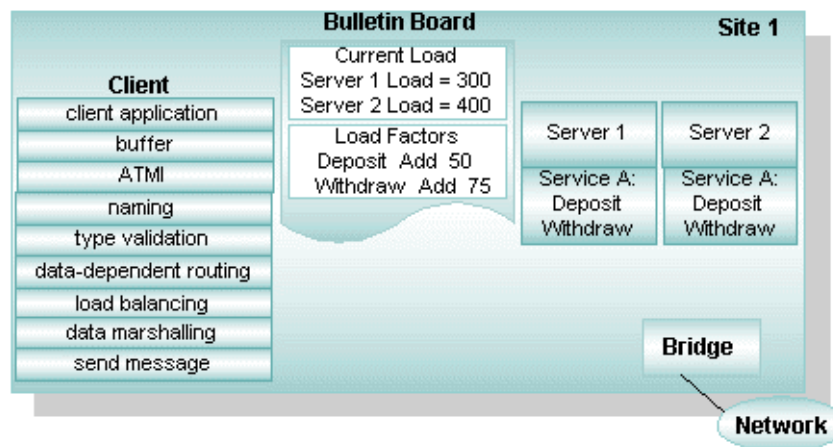 Bulletin Board
Site 1
Current Load
Server 1 Load = 300
Server 2 Load = 400
Load Factors
Deposit Add 50
Withdraw Add 75
Client
client application
buffer
ATMI
naming
type validation
data-dependent routing
load balancing
data marshalling
send message
Server 1
Service A:
Deposit
Withdraw
Server 2
Service A:
Deposit
Withdraw
Bridge
Network